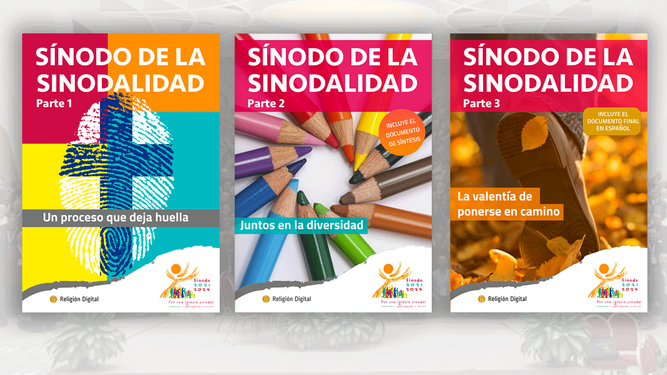 SÍNODO DE LA
SINODALIDAD
Parte 1
Un proceso que deja huella
Religión Digital
Sínodo
2021
2024
Por una Iglesia sinodal
SÍNODO DE LA
SINODALIDAD
Parte 2
INCLUYE EL
DOCUMENTO
DE SÍNTESIS
Juntos en la diversidad
Religión Digital
Sínodo
2021
2024
Por una Iglesia sinodal
SÍNODO DE LA
SINODALIDAD
Parte 3
INCLUYE EL
DOCUMENTO FINAL
EN ESPAÑOL
La valentía de
ponerse en camino
Religión Digital
Sínodo
2021
2024
Por una Iglesia sinodal